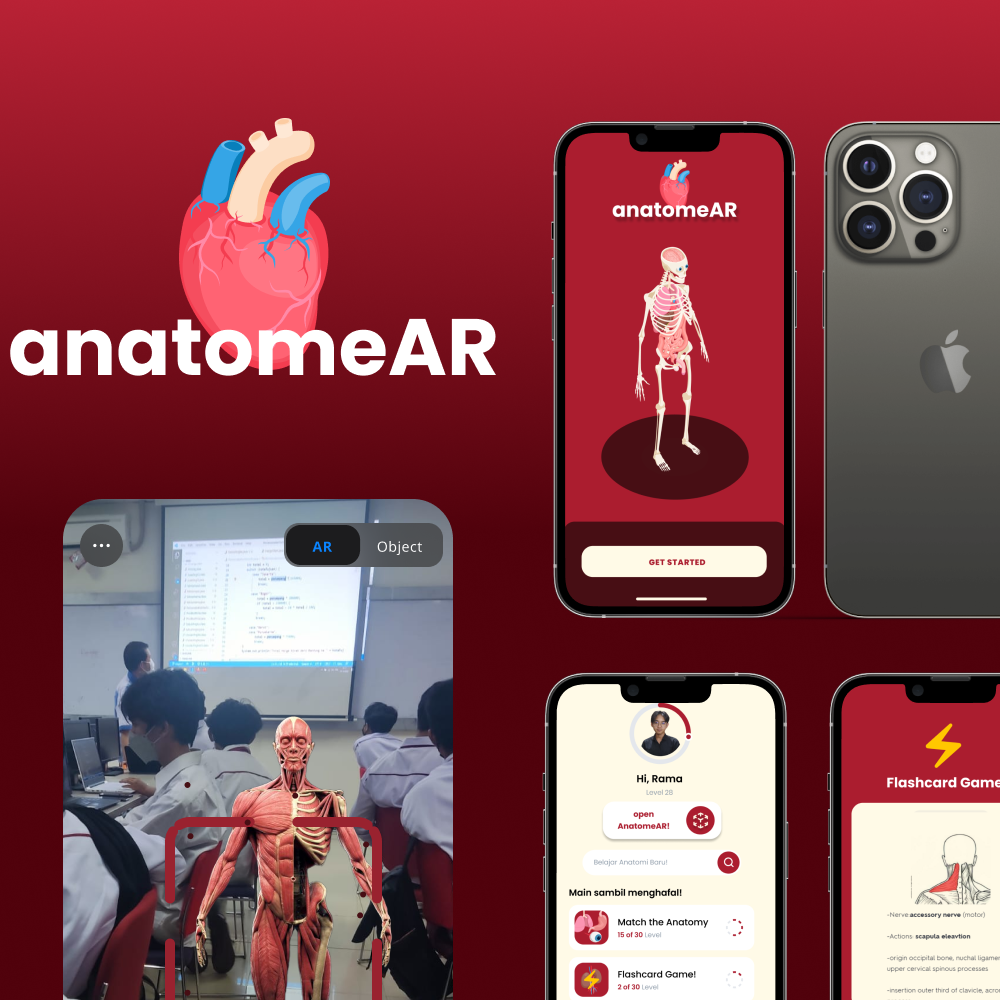 anatomeAR
anatomeAR
GET STARTED
AR
Object
Hi, Rama
Level 28
open
AnatomeAR!
Belajar Anatomi Baru!
Main sambil menghafal!
Match the Anatomy
15 of 30 Level
Flashcard Game!
2 of 30 Level
Flashcard Game
-Nerve:accessory nerve (motor)
-Actions: scapula eleavtion
-origin occipital bone, nuchal ligame
upper cervical spinous processes
-insertion outer third of clavicle, acro